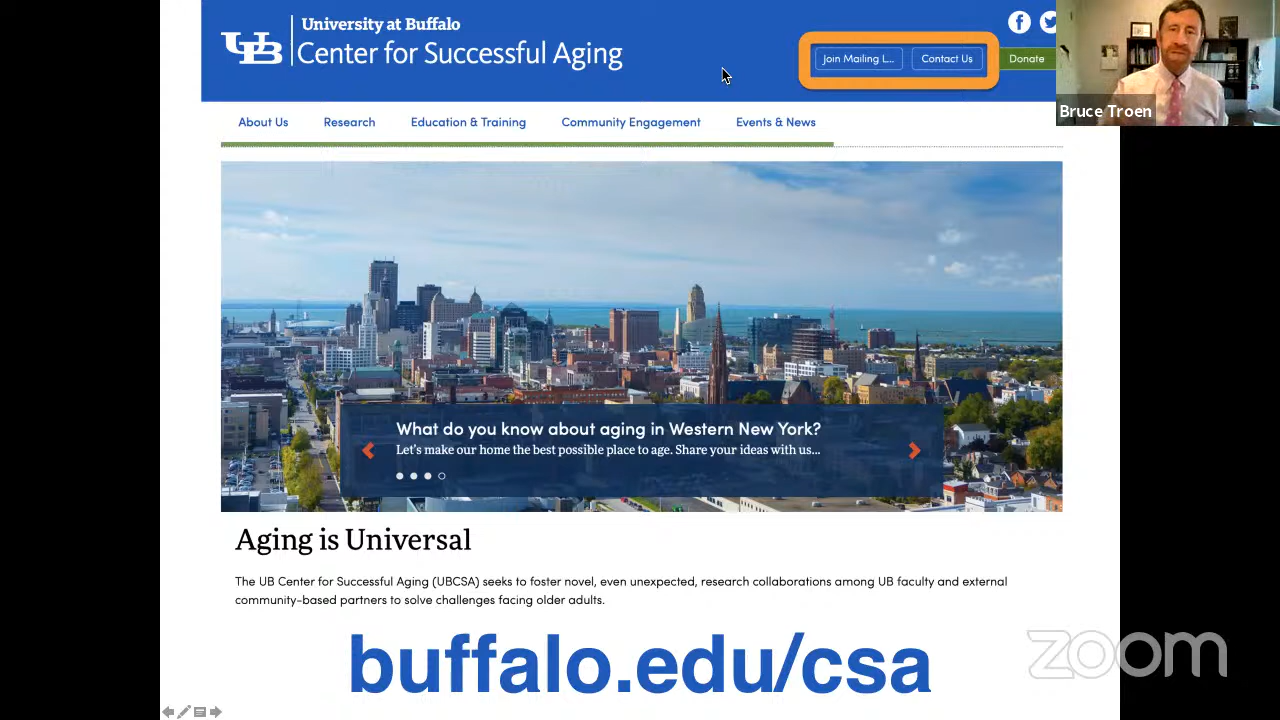 University at Buffalo
UB
Center for Successful Aging
Join Mailing L...
Contact Us
Donate
Bruce Troen
About Us
Research
Education & Training
Community Engagement
Events & News
What do you know about aging in Western New York?
Let's make our home the best possible place to age. Share your ideas with us...
Aging is Universal
The UB Center for Successful Aging (UBCSA) seeks to foster novel, even unexpected, research collaborations among UB faculty and external
community-based partners to solve challenges facing older adults.
buffalo.edu/csa
zoom